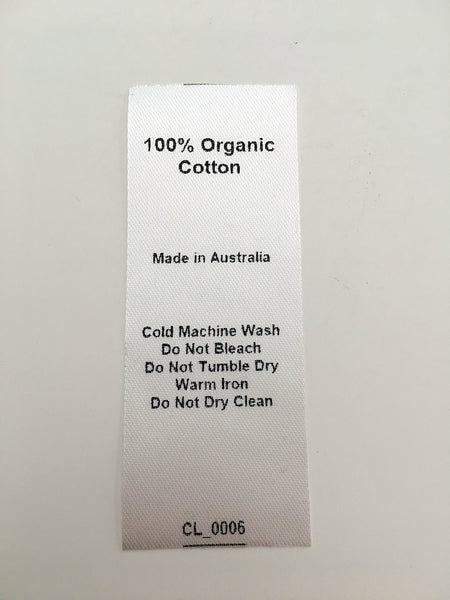 100% Organic
Cotton
Made in Australia
Cold Machine Wash
Do Not Bleach
Do Not Tumble Dry
Warm Iron
Do Not Dry Clean
CL_0006